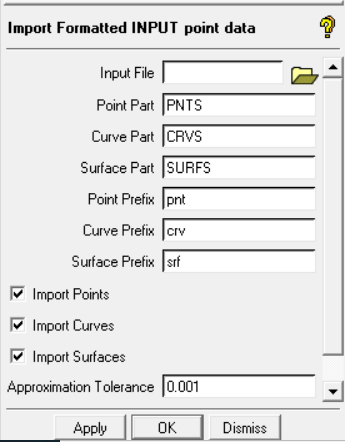 Import Formatted INPUT point data
Input File
Point Part PNTS
Curve Part CRVS
Surface Part SURFS
Point Prefix pnt
Curve Prefix crv
Surface Prefix srf
Import Points
Import Curves
Import Surfaces
Approximation Tolerance 0.001
Apply OK Dismiss